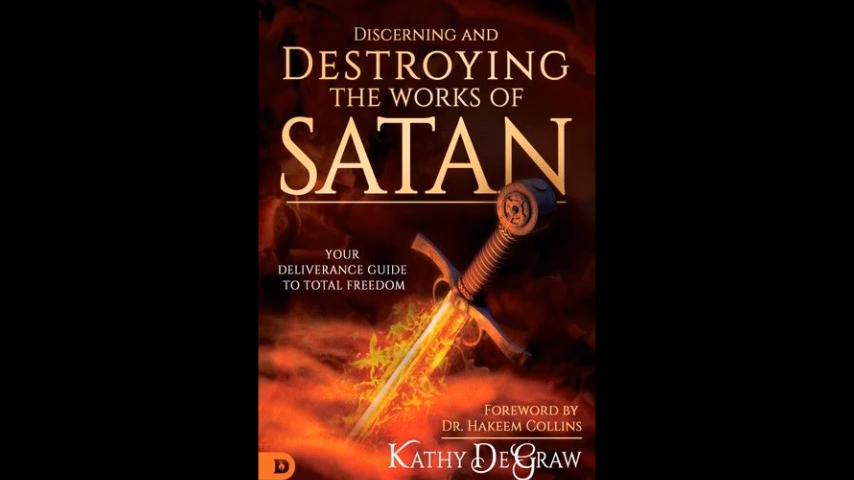 DISCERNING AND
DESTROYING
THE WORKS OF
SATAN
YOUR
DELIVERANCE GUIDE
TO TOTAL FREEDOM
FOREWORD BY
DR. HAKEEM COLLINS
KATHY DEGRAW
D